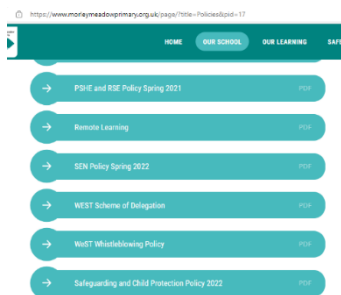 https://www.morleymeadowprimary.org.uk/page/?title=Policies&pid=17
HOME OUR SCHOOL OUR LEARNING SAFE
PSHE and RSE Policy Spring 2021 PDF
Remote Learning PDF
SEN Policy Spring 2022 PDF
WEST Scheme of Delegation PDF
WeST Whistleblowing Policy PDF
Safeguarding and Child Protection Policy 2022 PDF